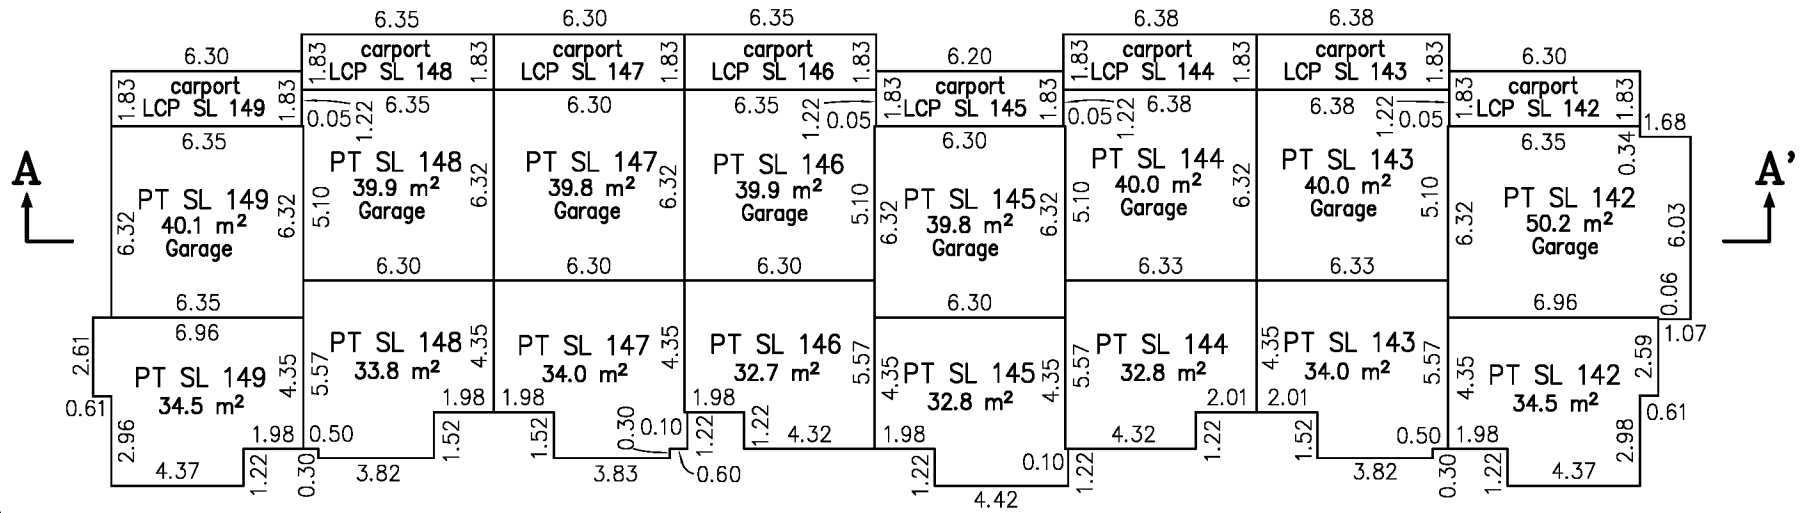 6.35 6.30 6.35 6.38 6.38
6.30 6.20 6.30
1.83 carport 1.83 carport 1.83 carport 1.83 1.83 carport 1.83 carport 1.83
LCP SL 148 LCP SL 147 LCP SL 146 LCP SL 144 LCP SL 143
1.83 carport 1.83 1.83 carport 1.83 1.83 carport 1.83
LCP SL 149 LCP SL 145 LCP SL 142
6.35 6.30 6.35 6.38 6.38
0.05 1.22 1.22 0.05 0.05 1.22 1.22 0.05 1.68
6.35 6.30 6.35 0.34
PT SL 148 PT SL 147 PT SL 146 PT SL 144 PT SL 143
39.9 m² 39.8 m² 39.9 m² 40.0 m² 40.0 m²
Garage Garage Garage Garage Garage
5.10 6.32 6.32 5.10 5.10 6.32 5.10
A A'
PT SL 149 PT SL 145 PT SL 142
40.1 m² 39.8 m² 50.2 m²
Garage Garage Garage
6.32 6.32 6.32 6.32 6.32 6.03
6.30 6.30 6.30 6.33 6.33
6.35 6.30 6.96 0.06
6.96 1.07
PT SL 148 PT SL 147 PT SL 146 PT SL 144 PT SL 143
33.8 m² 34.0 m² 32.7 m² 32.8 m² 34.0 m²
2.61 4.35 5.57 4.35 4.35 5.57 4.35 4.35 5.57 4.35 5.57 4.35 2.59
PT SL 149 PT SL 145 PT SL 142
34.5 m² 32.8 m² 34.5 m²
0.61 1.98 1.98 1.98 2.01 2.01 0.61
2.96 1.98 0.50 1.52 1.52 0.30 0.10 1.22 1.22 4.32 1.98 4.32 1.22 1.52 0.50 1.98 2.98
4.37 1.22 0.30 3.82 3.83 0.60 1.22 0.10 1.22 3.82 0.30 1.22 4.37
4.42